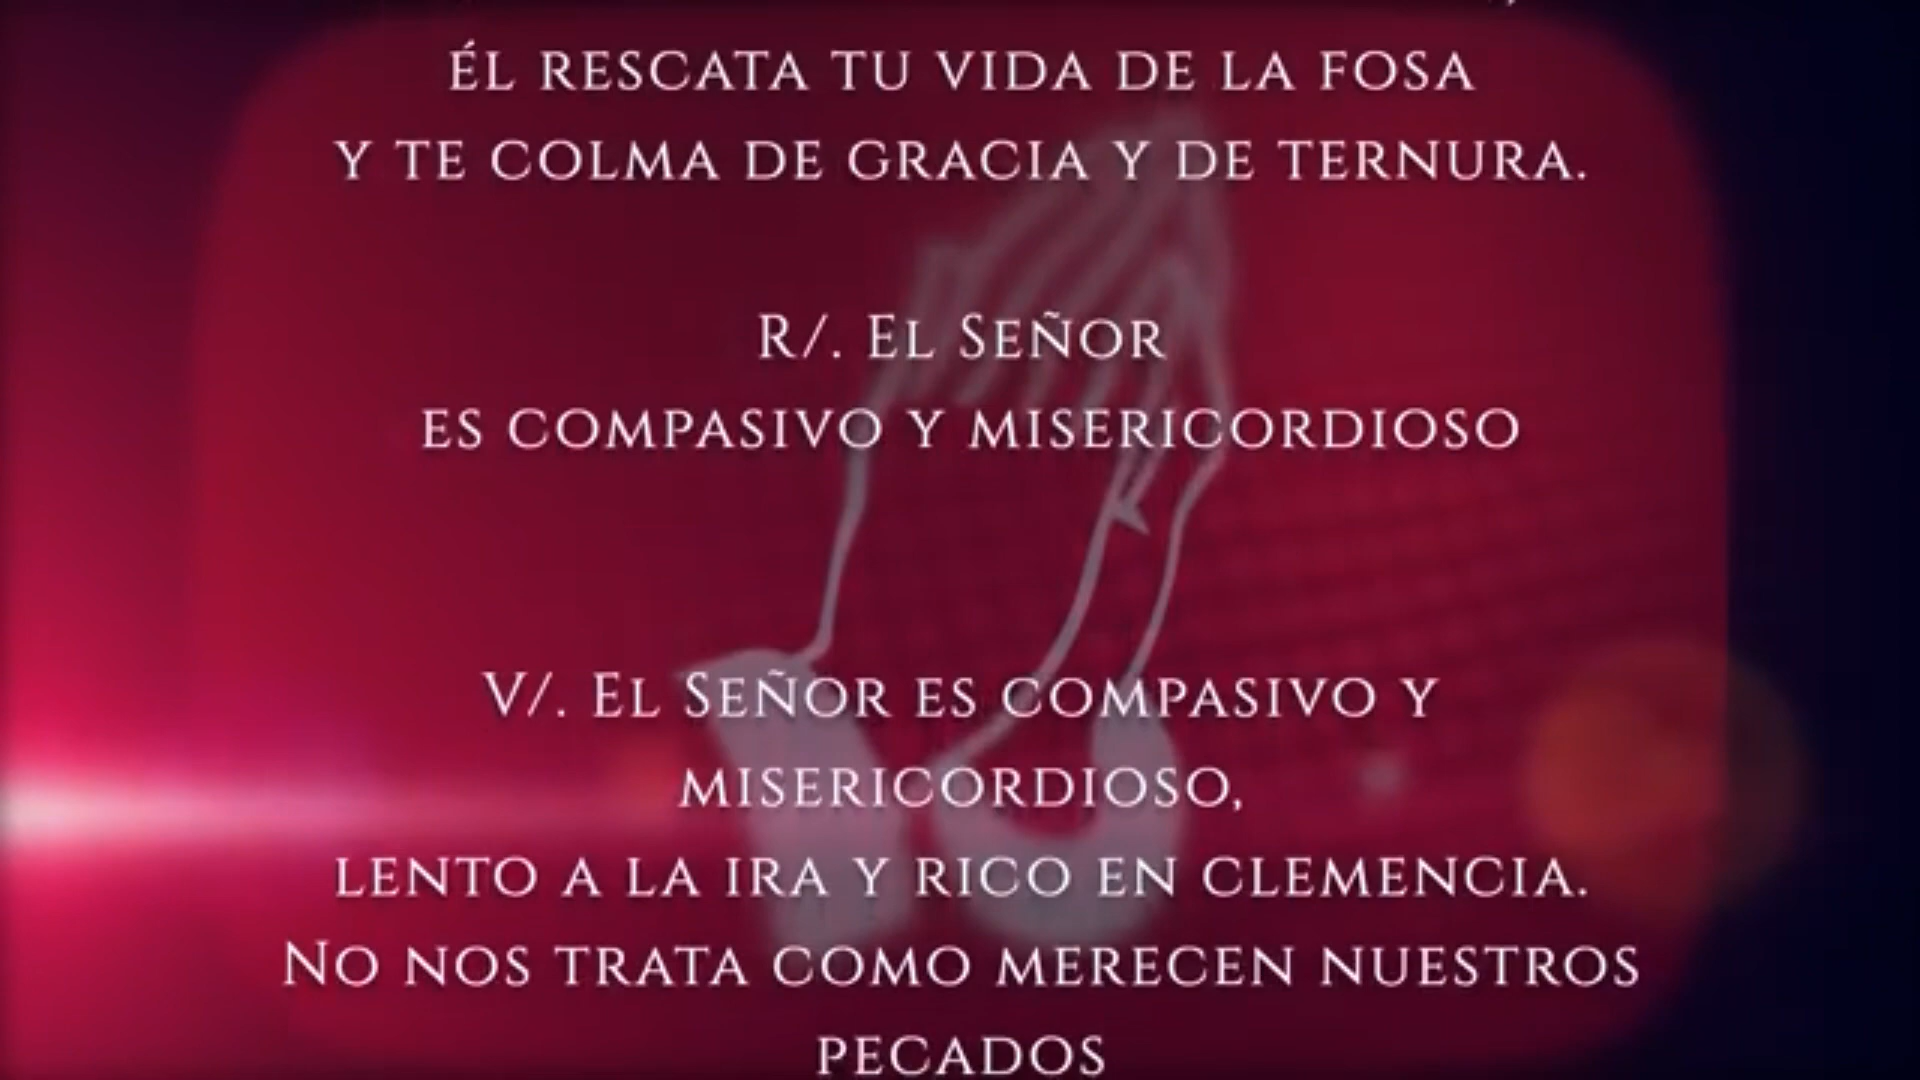 ÉL RESCATA TU VIDA DE LA FOSA
Y TE COLMA DE GRACIA Y DE TERNURA.
R/. EL SEÑOR
ES COMPASIVO Y MISERICORDIOSO
V/. EL SEÑOR ES COMPASIVO Y
MISERICORDIOSO,
LENTO A LA IRA Y RICO EN CLEMENCIA.
NO NOS TRATA COMO MERECEN NUESTROS
PECADOS